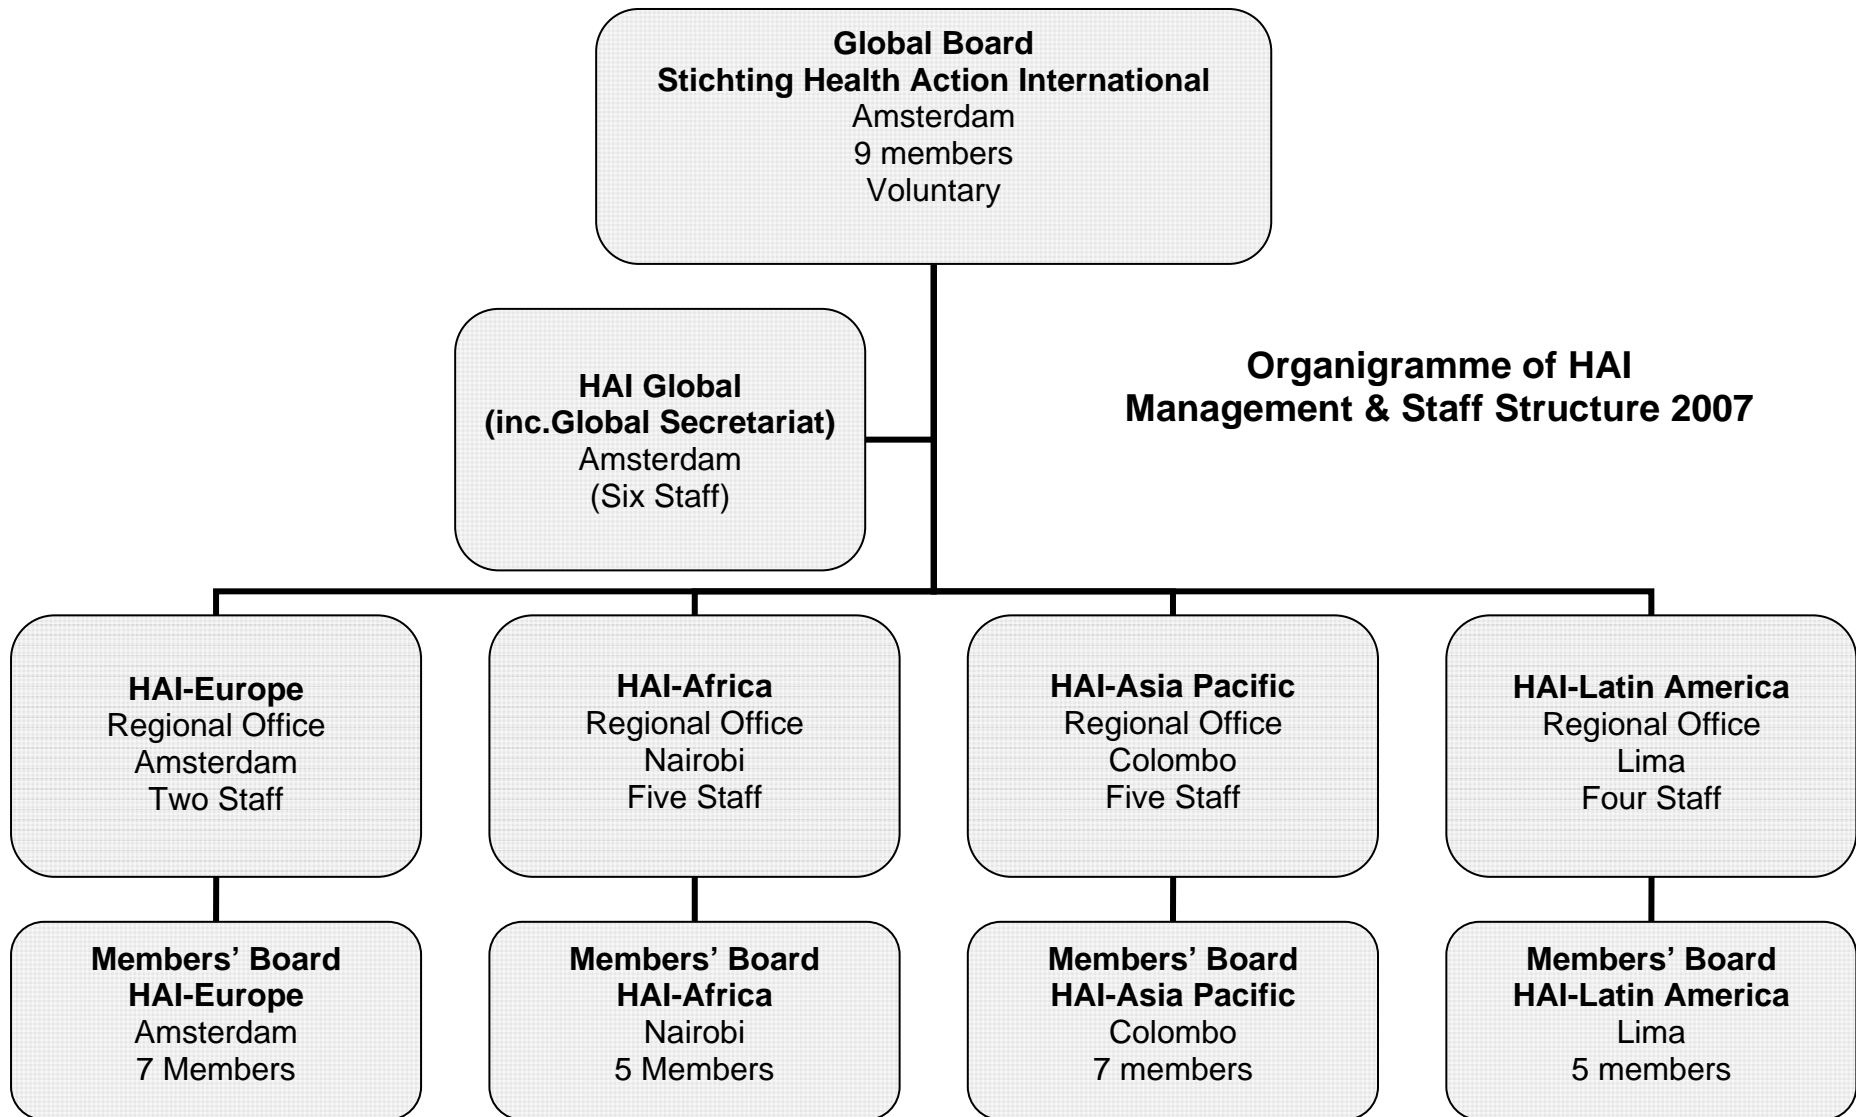 Global Board
Stichting Health Action International
Amsterdam
9 members
Voluntary
HAI Global
(inc.Global Secretariat)
Amsterdam
(Six Staff)
Organigramme of HAI
Management & Staff Structure 2007
HAI-Europe
Regional Office
Amsterdam
Two Staff
HAI-Africa
Regional Office
Nairobi
Five Staff
HAI-Asia Pacific
Regional Office
Colombo
Five Staff
HAI-Latin America
Regional Office
Lima
Four Staff
Members’ Board
HAI-Europe
Amsterdam
7 Members
Members’ Board
HAI-Africa
Nairobi
5 Members
Members’ Board
HAI-Asia Pacific
Colombo
7 members
Members’ Board
HAI-Latin America
Lima
5 members